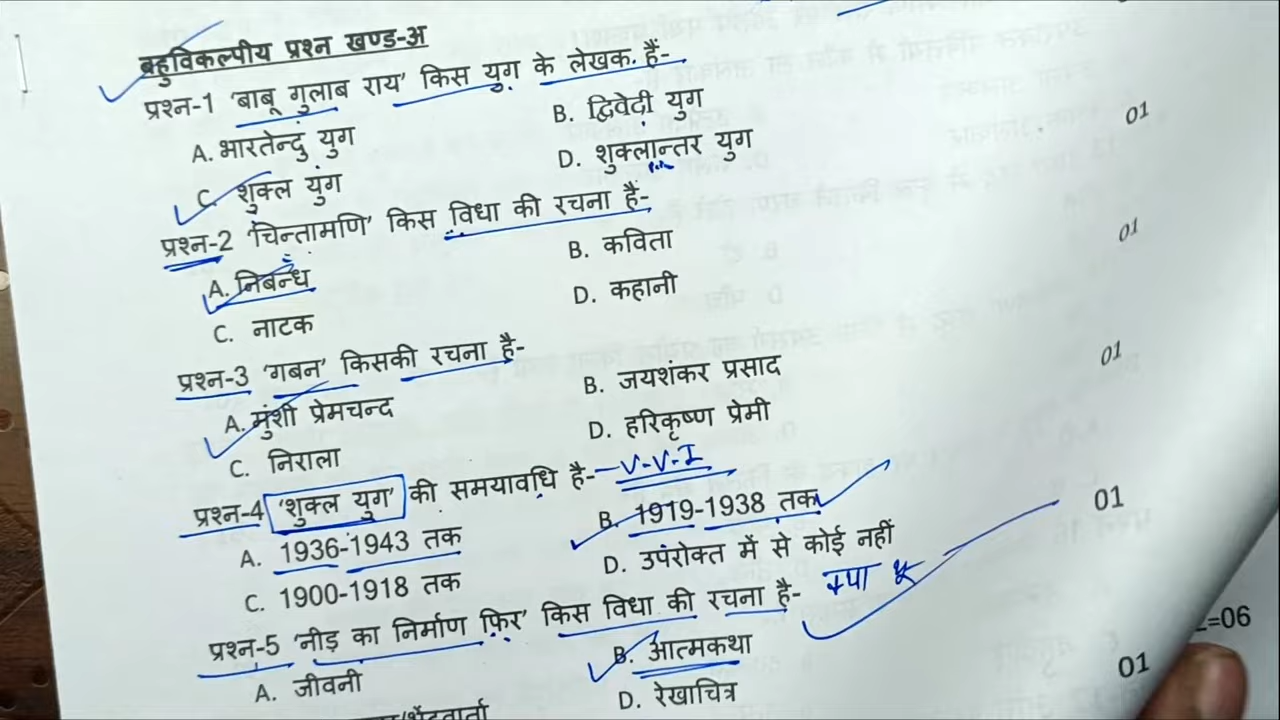 बहुविकल्पीय प्रश्न खण्ड-अ
प्रश्न-1 'बाबू गुलाब राय' किस युग के लेखक. हैं-
A. भारतेन्दु युग B. द्विवेदी युग 01
C. शुक्ल युग D. शुक्लान्तर युग
प्रश्न-2 'चिन्तामणि' किस विधा की रचना हैं-
A. निबन्ध B. कविता 01
C. नाटक D. कहानी
प्रश्न-3 'गबन' किसकी रचना है-
A. मुंशी प्रेमचन्द B. जयशंकर प्रसाद 01
C. निराला D. हरिकृष्ण प्रेमी
प्रश्न-4 'शुक्ल युग' की समयावधि है- V-V-I
A. 1936-1943 तक B. 1919-1938 तक 01
C. 1900-1918 तक D. उपरोक्त में से कोई नहीं
प्रश्न-5 'नीड़ का निर्माण फिर' किस विधा की रचना है-
A. जीवनी B. आत्मकथा 01
D. रेखाचित्र
=06